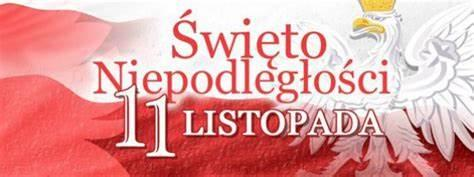 Święto
Niepodległości
11 LISTOPADA